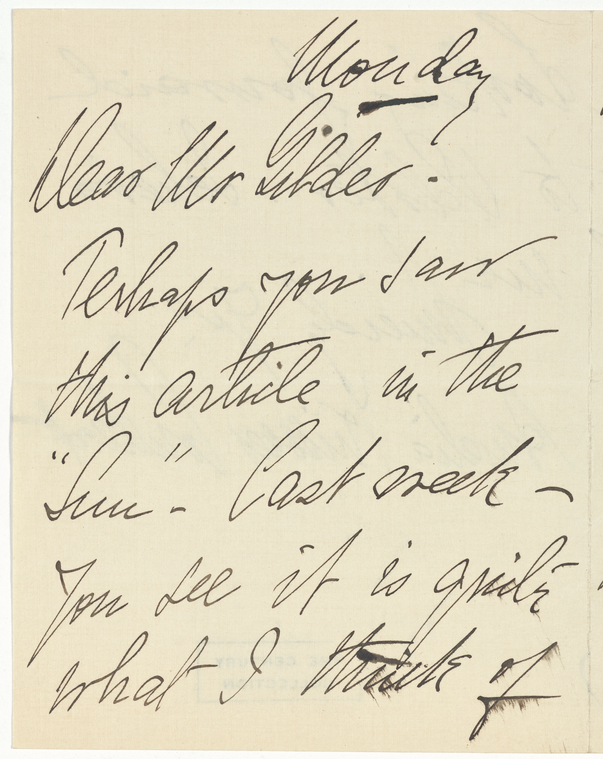 Monday
Dear Mr Gilder -
Perhaps you saw
this article in the
"Sun" - last week -
you see it is quite
what I think of